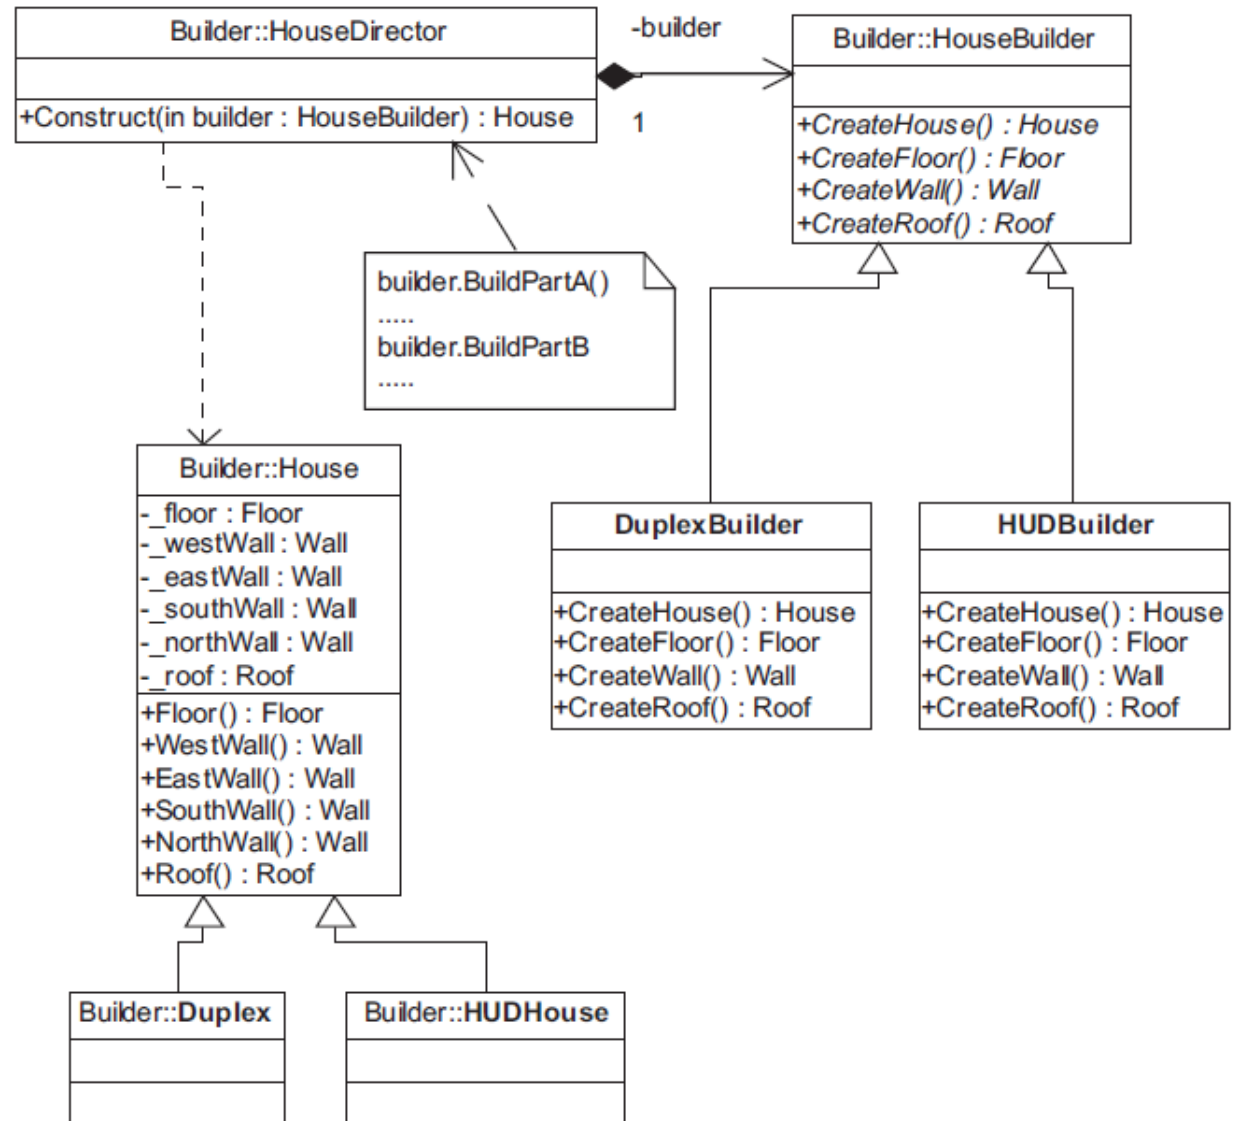 Builder::HouseDirector
+Construct(in builder : HouseBuilder) : House
-builder
1
Builder::HouseBuilder
+CreateHouse() : House
+CreateFloor() : Floor
+CreateWall() : Wall
+CreateRoof() : Roof
builder.BuildPartA()
.....
builder.BuildPartB
.....
Builder::House
-_floor : Floor
-_westWall : Wall
-_eastWall : Wall
-_southWall : Wall
-_northWall : Wall
-_roof : Roof
+Floor() : Floor
+WestWall() : Wall
+EastWall() : Wall
+SouthWall() : Wall
+NorthWall() : Wall
+Roof() : Roof
DuplexBuilder
+CreateHouse() : House
+CreateFloor() : Floor
+CreateWall() : Wall
+CreateRoof() : Roof
HUDBuilder
+CreateHouse() : House
+CreateFloor() : Floor
+CreateWall() : Wall
+CreateRoof() : Roof
Builder::Duplex
Builder::HUDHouse